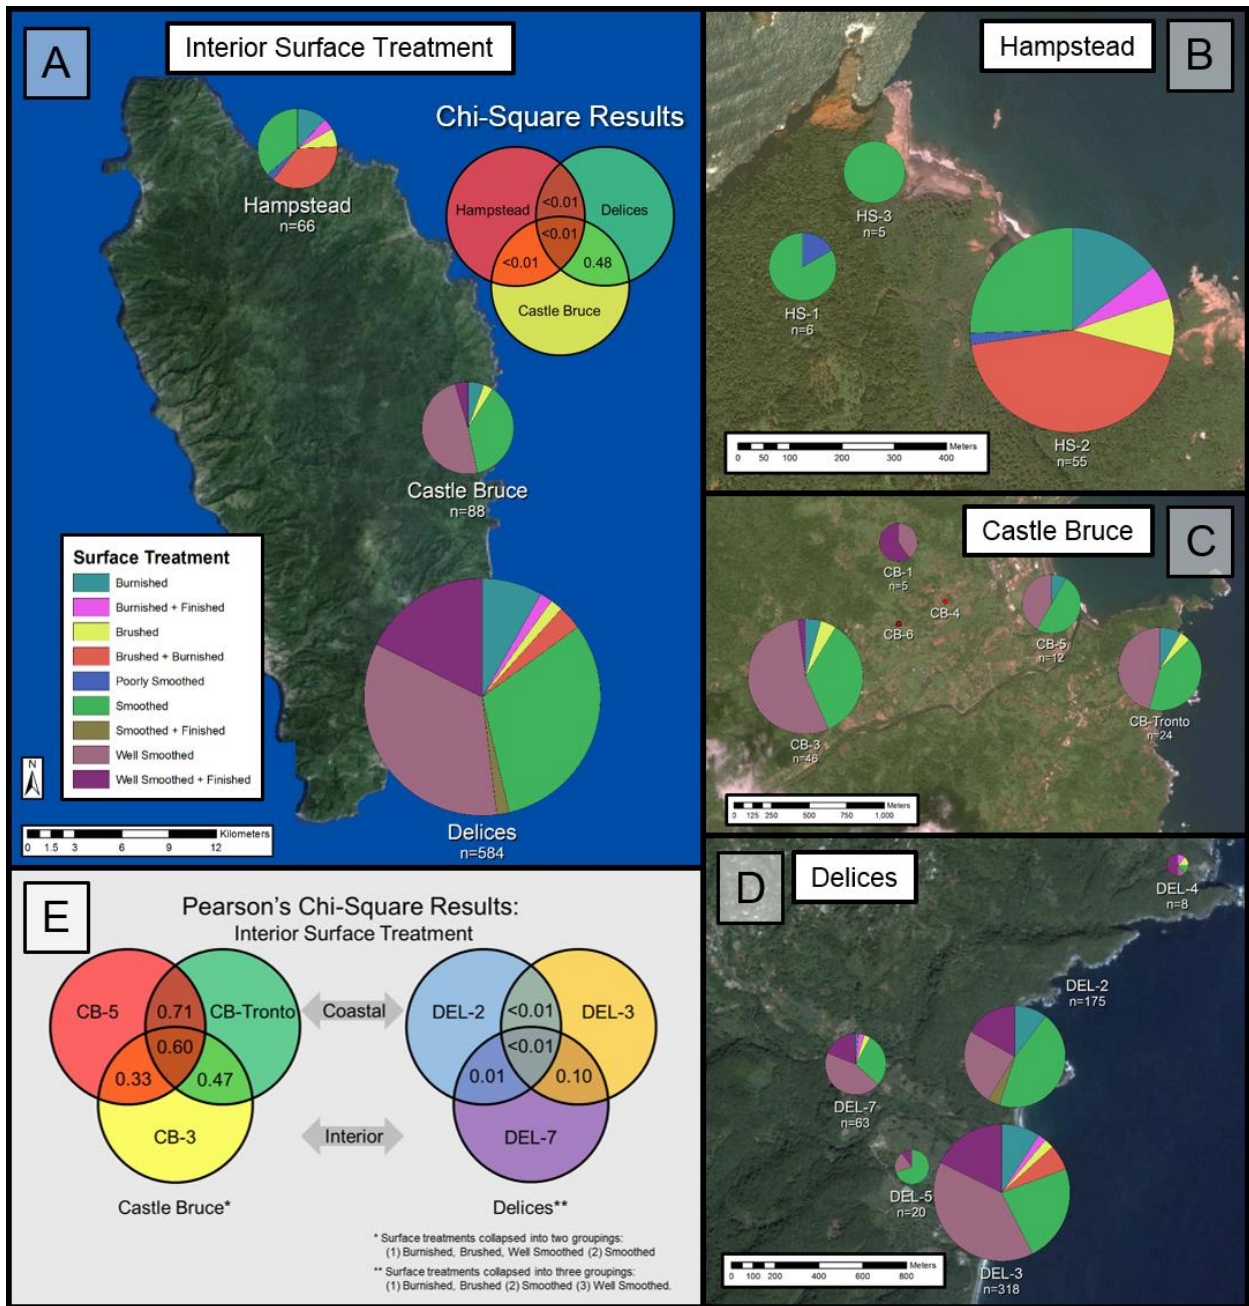 A
Interior Surface Treatment
Chi-Square Results
Hampstead
<0.01
Delices
<0.01
<0.01
0.48
Castle Bruce
Hampstead
n=66
Castle Bruce
n=88
Surface Treatment
Burnished
Burnished + Finished
Brushed
Brushed + Burnished
Poorly Smoothed
Smoothed
Smoothed + Finished
Well Smoothed
Well Smoothed + Finished
N
Kilometers
0 1.5 3 6 9 12
Delices
n=584
B
Hampstead
HS-3
n=5
HS-1
n=6
HS-2
n=55
Meters
0 50 100 200 300 400
C
Castle Bruce
CB-1
n=5
CB-4
CB-6
CB-5
n=12
CB-3
n=46
CB-Tronto
n=24
Meters
0 125 250 500 750 1,000
D
Delices
DEL-4
n=8
DEL-2
n=175
DEL-7
n=63
DEL-5
n=20
DEL-3
n=318
Meters
0 100 200 400 600 800
E
Pearson's Chi-Square Results:
Interior Surface Treatment
CB-5
0.71
CB-Tronto
0.60
0.33
0.47
CB-3
Castle Bruce*
Coastal
Interior
DEL-2
<0.01
DEL-3
<0.01
0.01
0.10
DEL-7
Delices**
* Surface treatments collapsed into two groupings:
(1) Burnished, Brushed, Well Smoothed (2) Smoothed
** Surface treatments collapsed into three groupings:
(1) Burnished, Brushed (2) Smoothed (3) Well Smoothed.